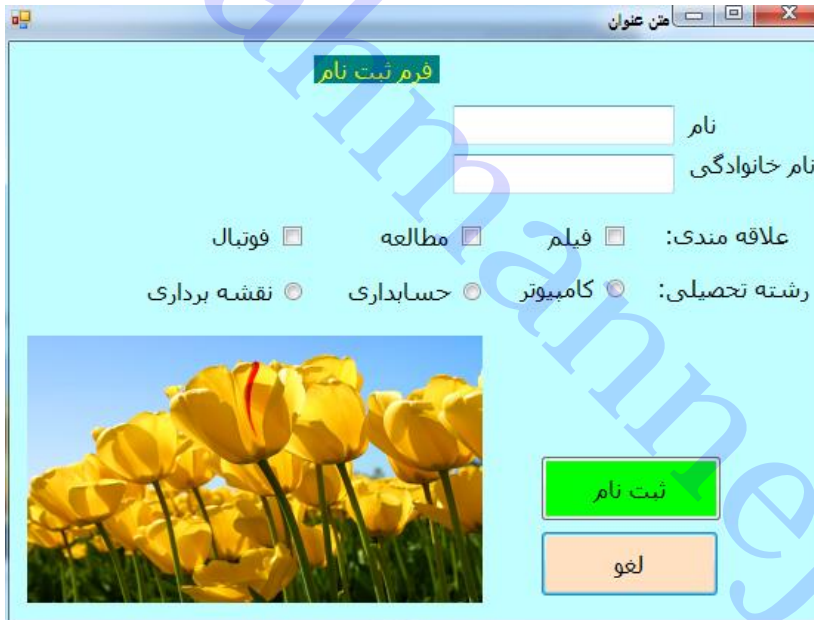 متن عنوان
فرم ثبت نام
نام
نام خانوادگی
علاقه مندی: فیلم مطالعه فوتبال
رشته تحصیلی: کامپیوتر حسابداری نقشه برداری
ثبت نام
لغو